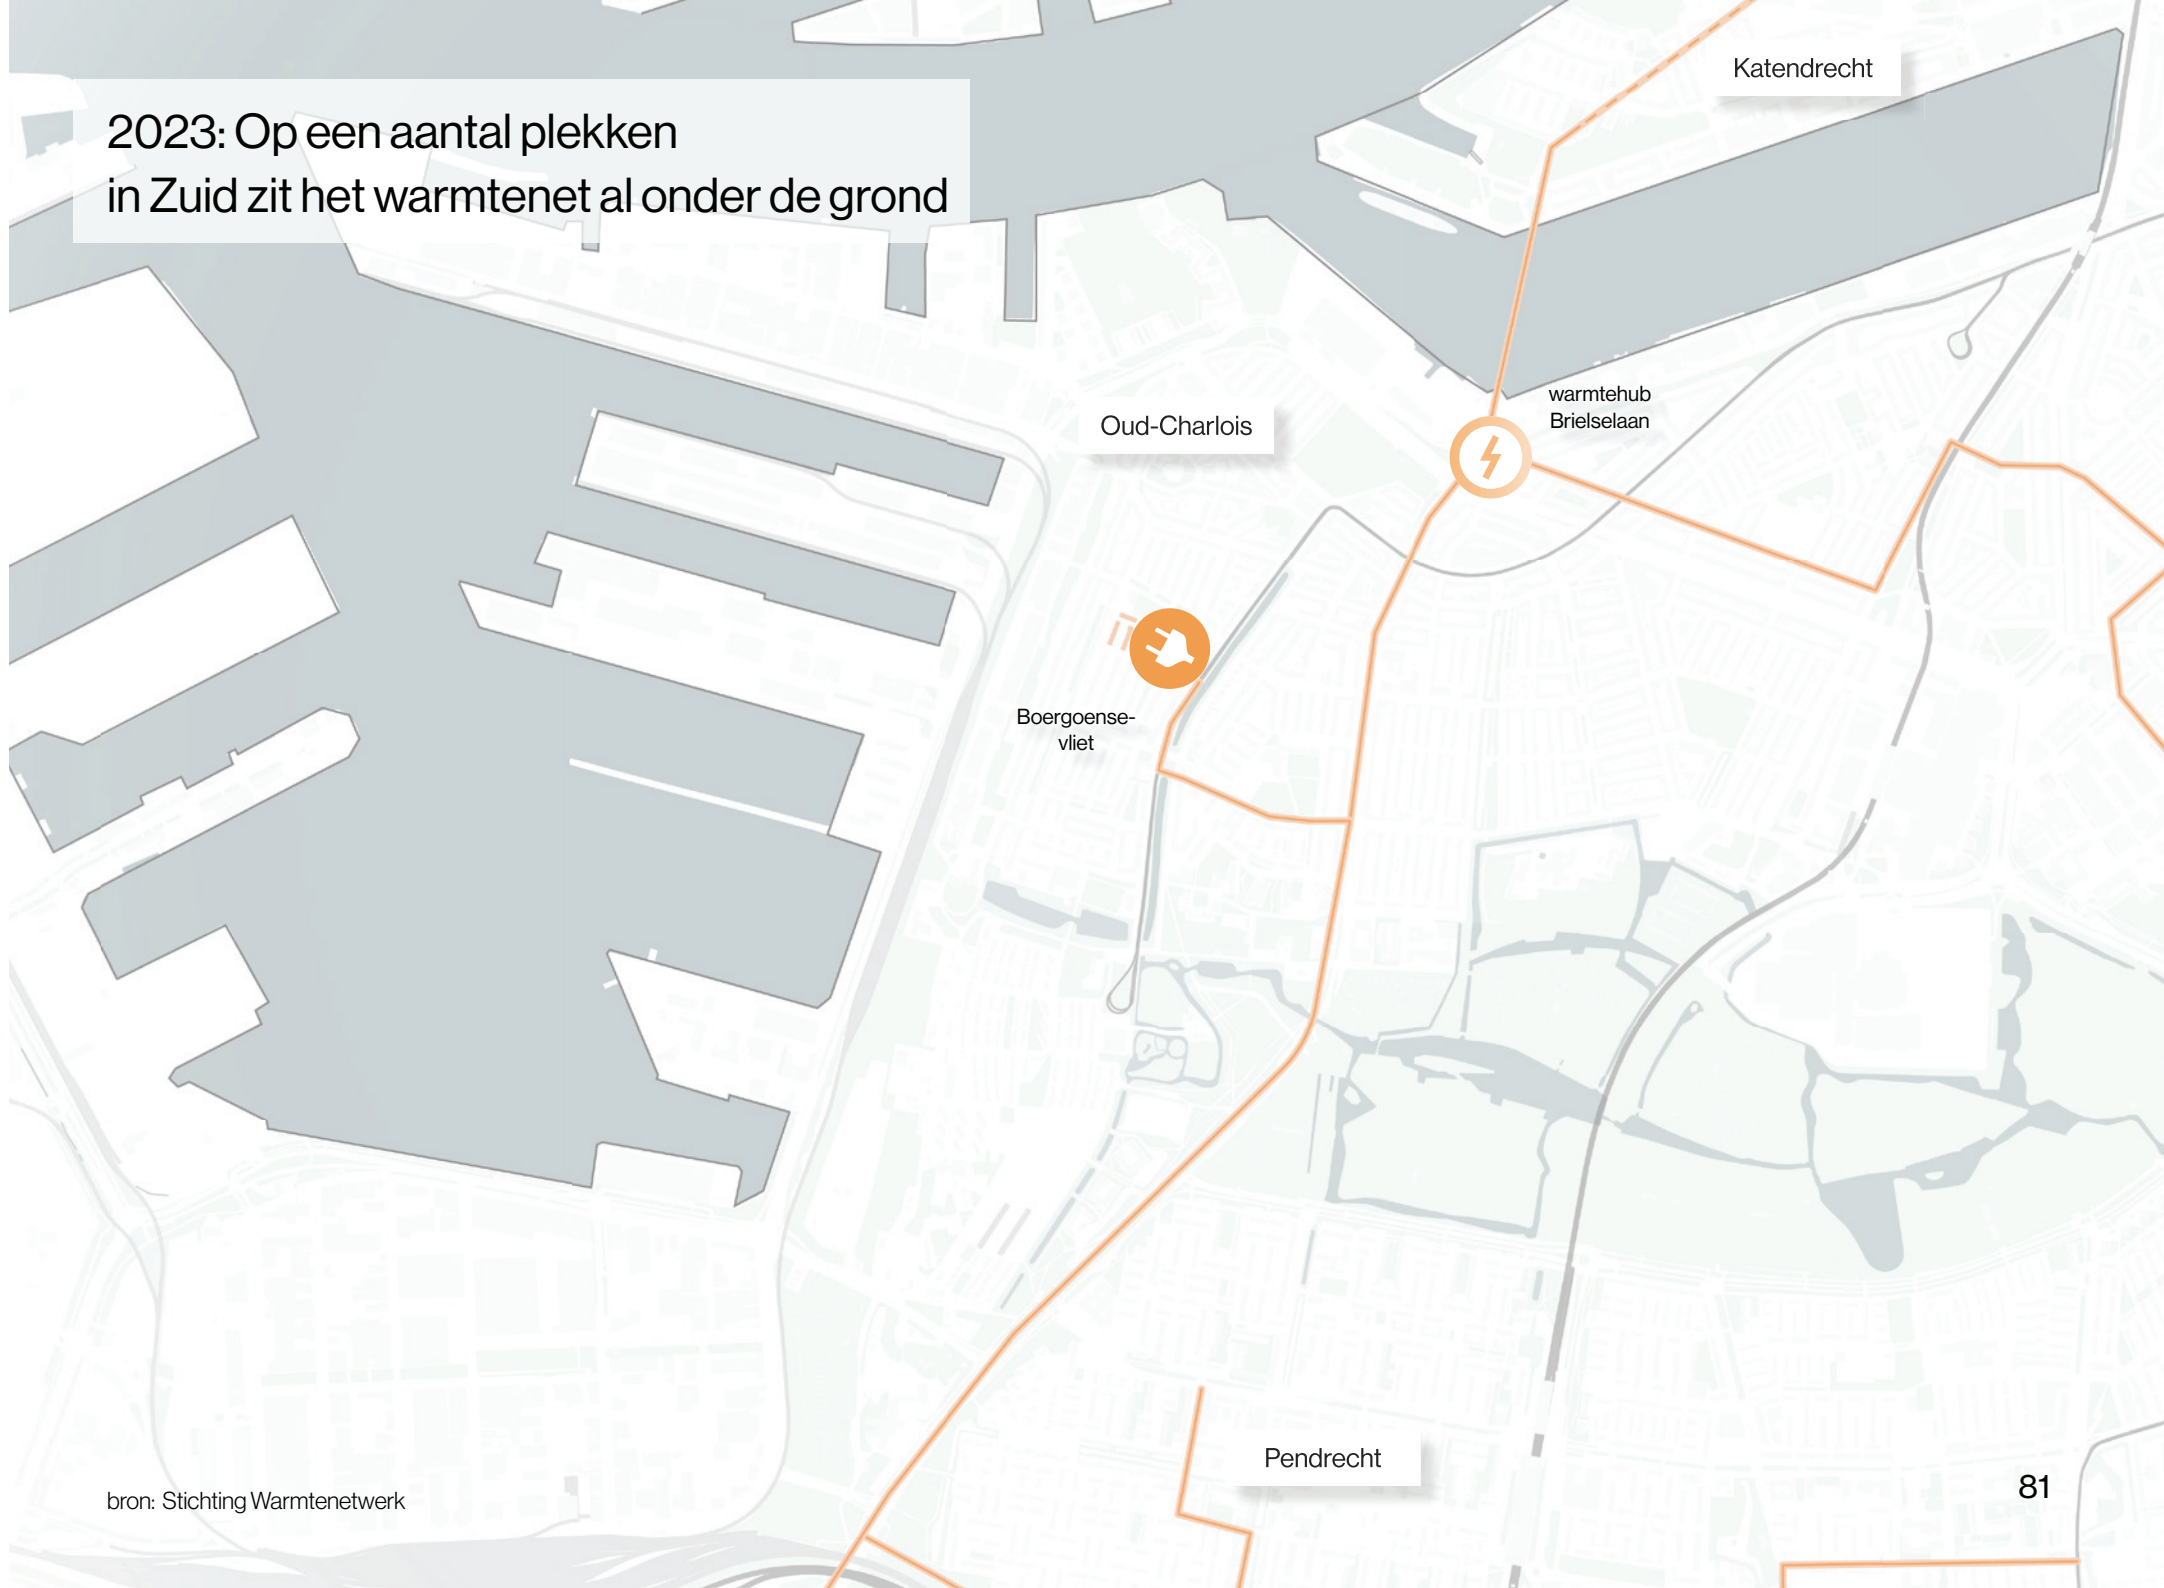 2023: Op een aantal plekken
in Zuid zit het warmtenet al onder de grond
Katendrecht
warmtehub
Brielselaan
Oud-Charlois
Boergoense-
vliet
Pendrecht
bron: Stichting Warmtenetwerk
81